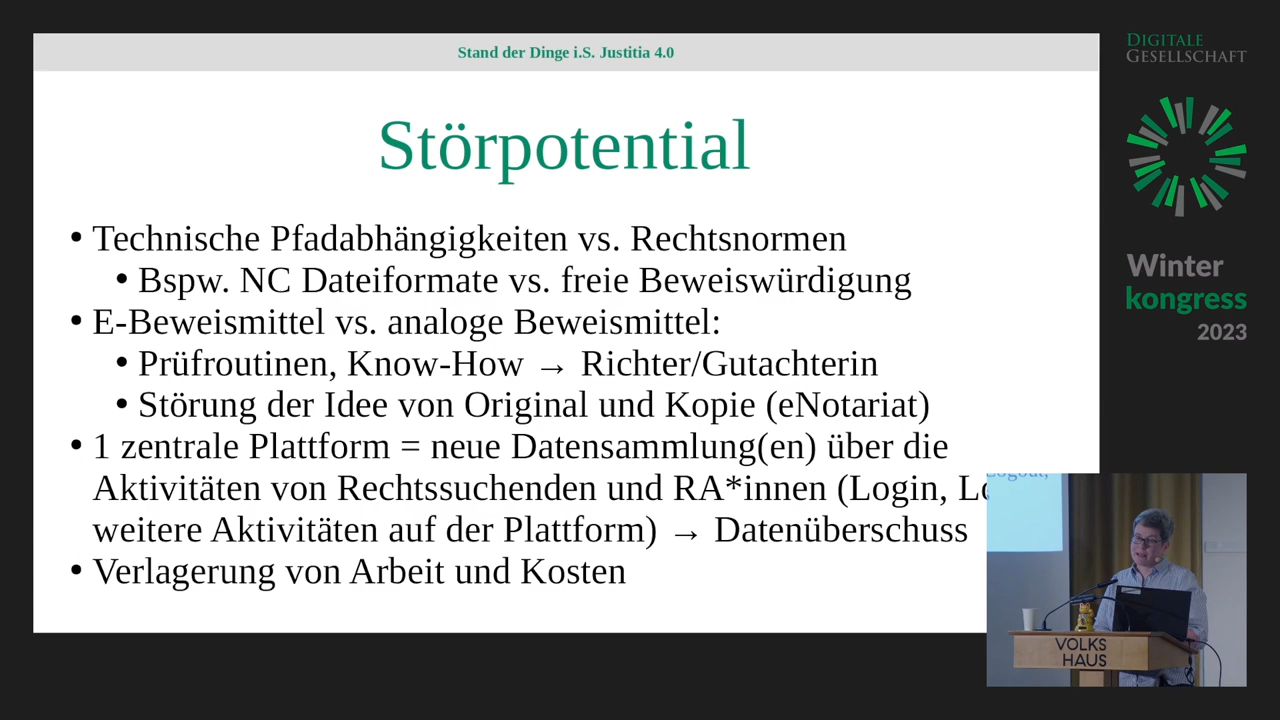 Stand der Dinge i.S. Justitia 4.0
Störpotential
• Technische Pfadabhängigkeiten vs. Rechtsnormen
• Bspw. NC Dateiformate vs. freie Beweiswürdigung
• E-Beweismittel vs. analoge Beweismittel:
• Prüfroutinen, Know-How → Richter/Gutachterin
• Störung der Idee von Original und Kopie (eNotariat)
• 1 zentrale Plattform = neue Datensammlung(en) über die
Aktivitäten von Rechtssuchenden und RA*innen (Login,
weitere Aktivitäten auf der Plattform) → Datenüberschuss
• Verlagerung von Arbeit und Kosten
DIGITALE
GESELLSCHAFT
Winter
kongress
2023
Logout,
VOLKS
HAUS